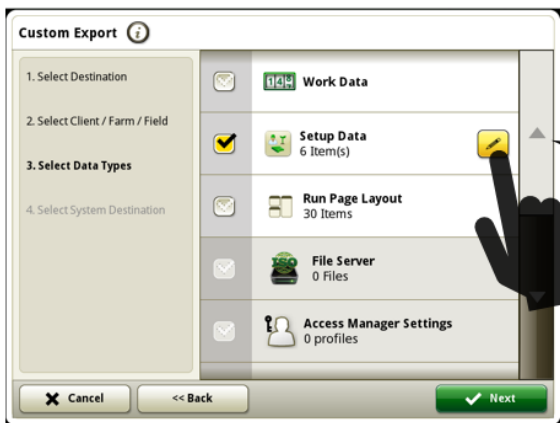 Custom Export
1. Select Destination
2. Select Client / Farm / Field
3. Select Data Types
4. Select System Destination
Work Data
Setup Data
6 Item(s)
Run Page Layout
30 Items
ISO
File Server
0 Files
Access Manager Settings
0 profiles
Cancel
<< Back
Next